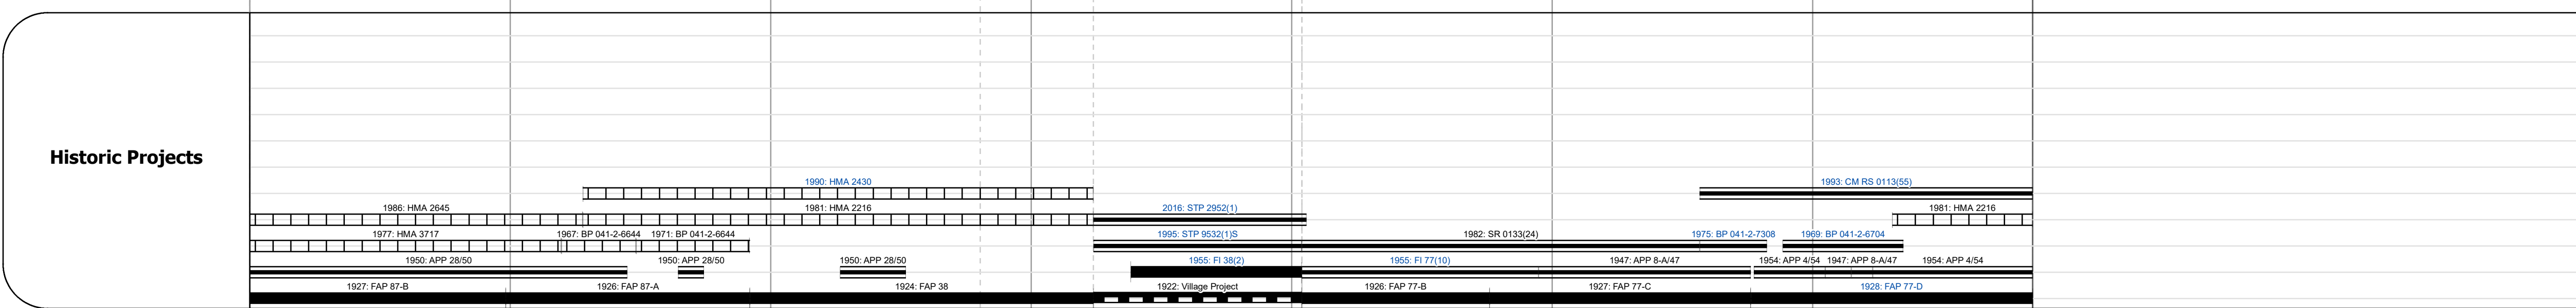 Historic Projects
1990: HMA 2430
1993: CM RS 0113(55)
1986: HMA 2645
1981: HMA 2216
2016: STP 2952(1)
1981: HMA 2216
1977: HMA 3717
1967: BP 041-2-6644
1971: BP 041-2-6644
1995: STP 9532(1)S
1982: SR 0133(24)
1975: BP 041-2-7308
1969: BP 041-2-6704
1950: APP 28/50
1950: APP 28/50
1950: APP 28/50
1955: FI 38(2)
1955: FI 77(10)
1947: APP 8-A/47
1954: APP 4/54
1947: APP 8-A/47
1954: APP 4/54
1927: FAP 87-B
1926: FAP 87-A
1924: FAP 38
1922: Village Project
1926: FAP 77-B
1927: FAP 77-C
1928: FAP 77-D